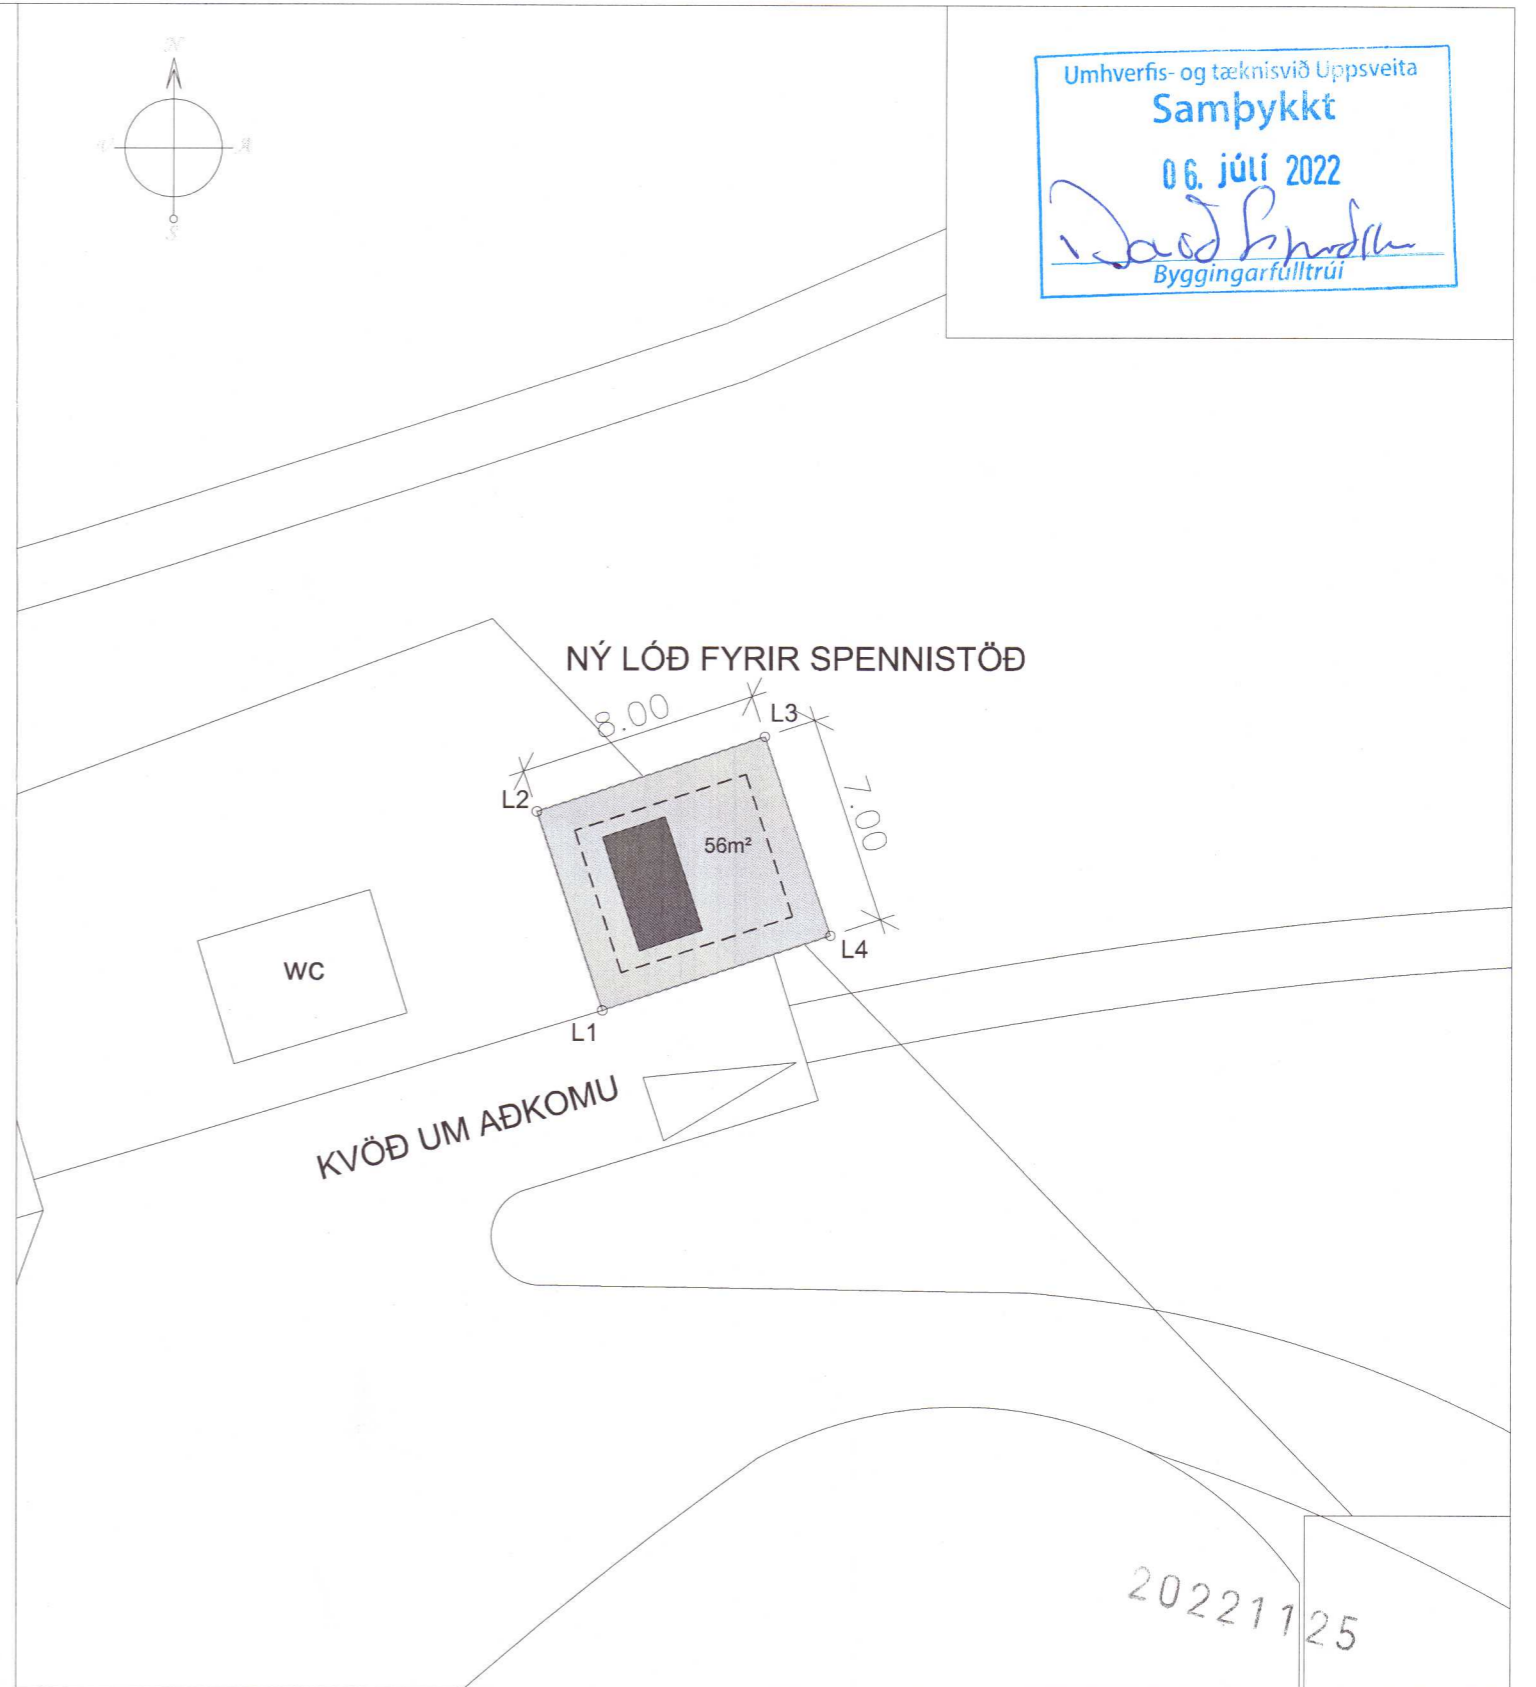 N
A
S
Umhverfis- og tæknisvið Uppsveita
Samþykkt
06. júlí 2022
Byggingarfulltrúi
NÝ LÓÐ FYRIR SPENNISTÖÐ
8.00
L3
L2
7.00
56m²
L4
WC
L1
KVÖÐ UM AÐKOMU
20221125